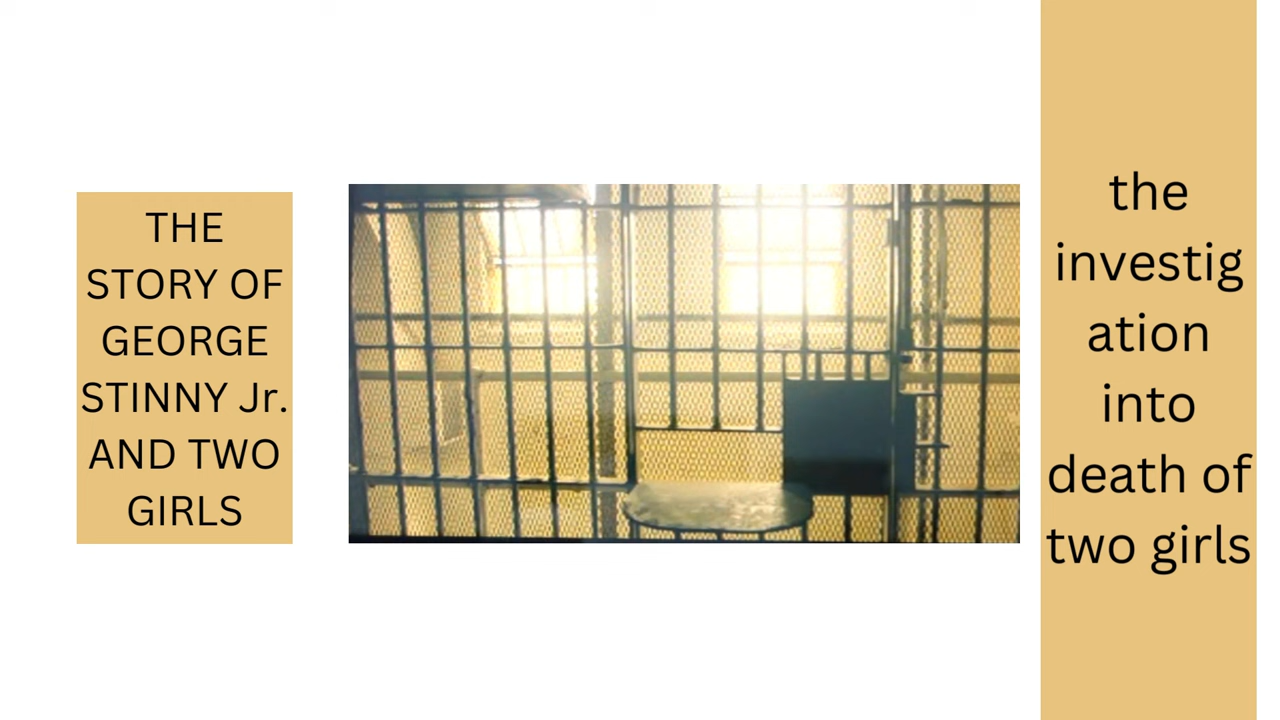 THE
STORY OF
GEORGE
STINNY Jr.
AND TWO
GIRLS
the
investig
ation
into
death of
two girls